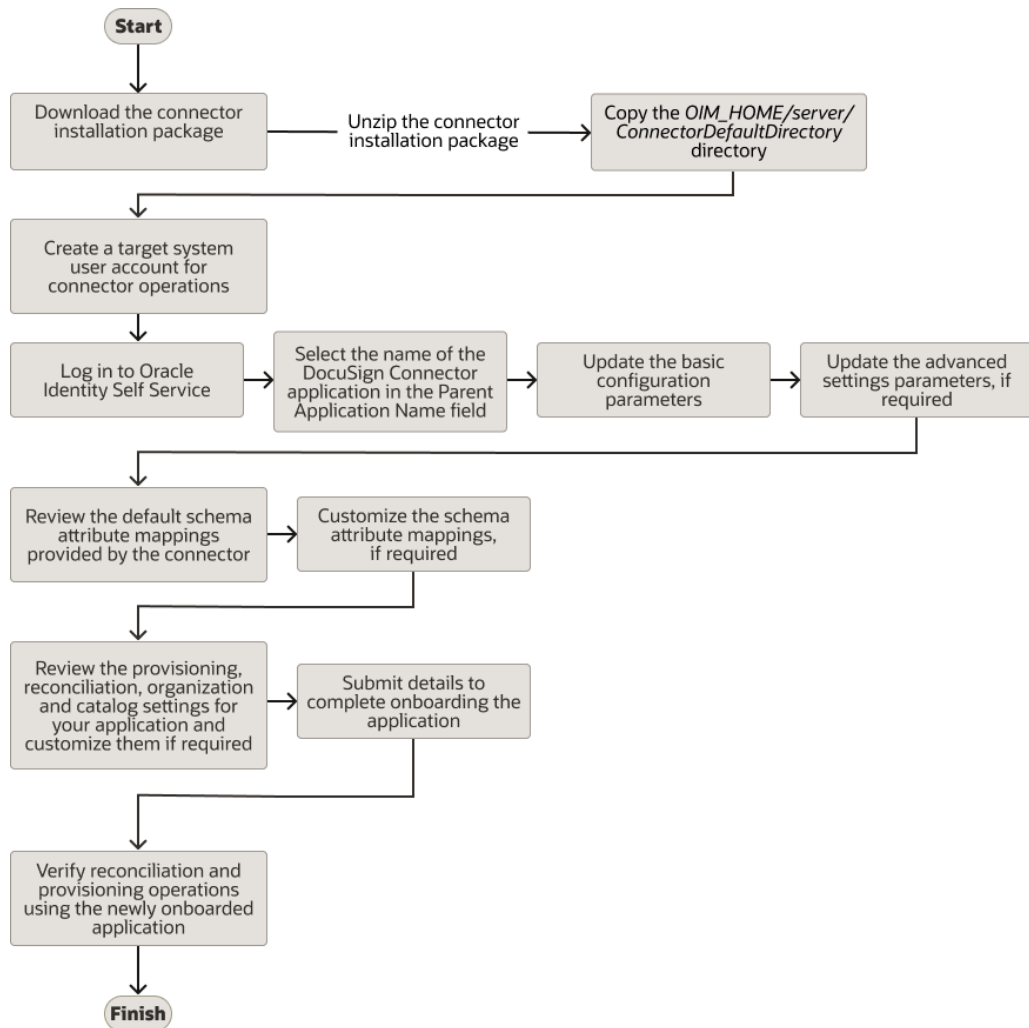 Start
Download the connector
installation package
Unzip the connector
installation package
Copy the OIM_HOME/server/
ConnectorDefaultDirectory
directory
Create a target system
user account for
connector operations
Log in to Oracle
Identity Self Service
Select the name of the
DocuSign Connector
application in the Parent
Application Name field
Update the basic
configuration
parameters
Update the advanced
settings parameters, if
required
Review the default schema
attribute mappings
provided by the connector
Customize the schema
attribute mappings,
if required
Review the provisioning,
reconciliation, organization
and catalog settings for
your application and
customize them if required
Submit details to
complete onboarding the
application
Verify reconciliation and
provisioning operations
using the newly onboarded
application
Finish